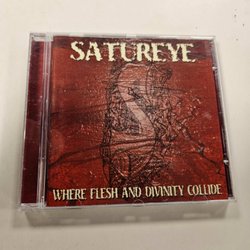 SATUREYE
WHERE FLESH AND DIVINITY COLLIDE